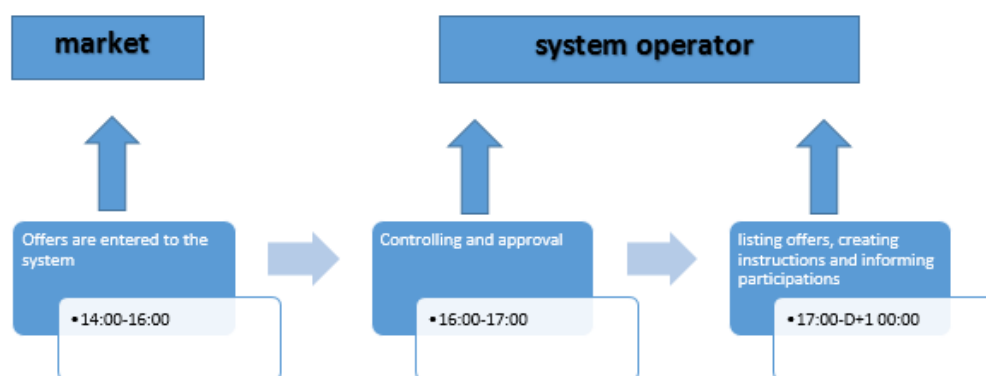 market
system operator
Offers are entered to the
system
•14:00-16:00
Controlling and approval
•16:00-17:00
listing offers, creating
instructions and informing
participations
•17:00-D+1 00:00